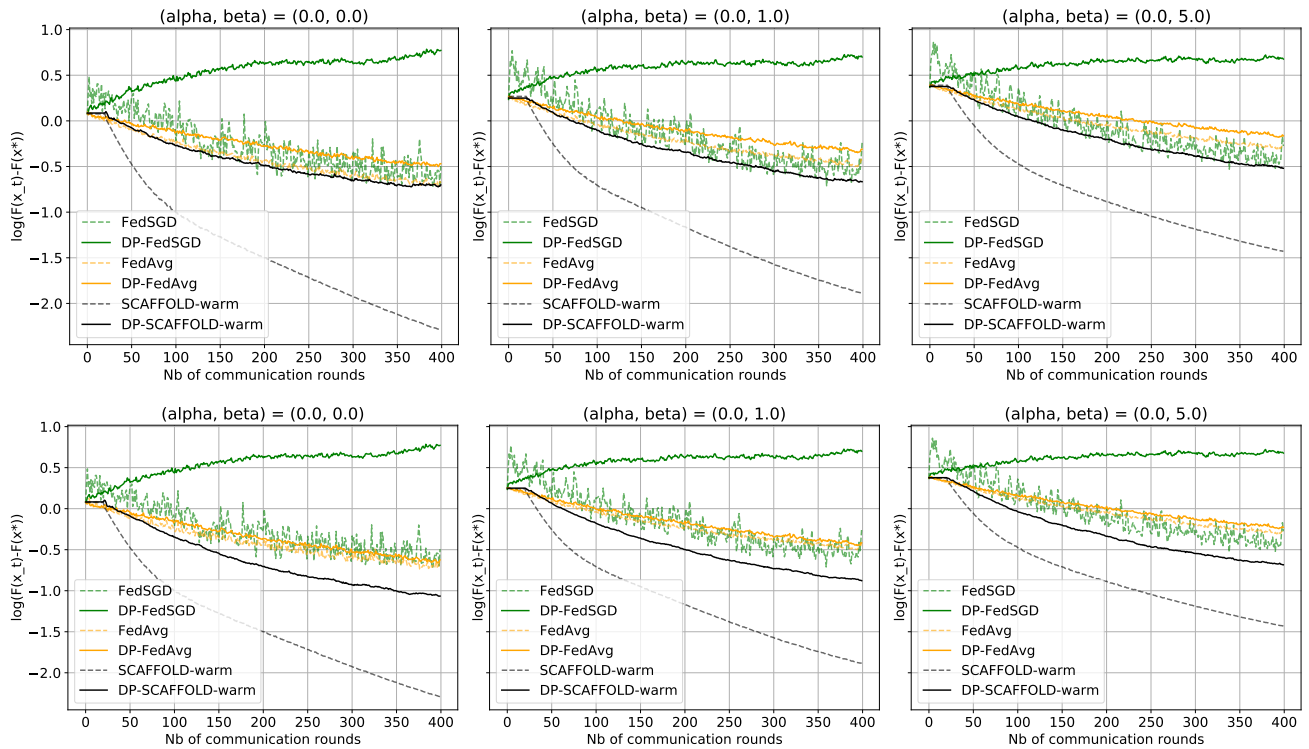 (alpha, beta) = (0.0, 0.0)
(alpha, beta) = (0.0, 1.0)
(alpha, beta) = (0.0, 5.0)
log(F(x_t)-F(x*))
1.0
0.5
0.0
−0.5
−1.0
−1.5
−2.0
FedSGD
DP-FedSGD
FedAvg
DP-FedAvg
SCAFFOLD-warm
DP-SCAFFOLD-warm
0 50 100 150 200 250 300 350 400
Nb of communication rounds
log(F(x_t)-F(x*))
FedSGD
DP-FedSGD
FedAvg
DP-FedAvg
SCAFFOLD-warm
DP-SCAFFOLD-warm
0 50 100 150 200 250 300 350 400
Nb of communication rounds
log(F(x_t)-F(x*))
FedSGD
DP-FedSGD
FedAvg
DP-FedAvg
SCAFFOLD-warm
DP-SCAFFOLD-warm
0 50 100 150 200 250 300 350 400
Nb of communication rounds
(alpha, beta) = (0.0, 0.0)
(alpha, beta) = (0.0, 1.0)
(alpha, beta) = (0.0, 5.0)
log(F(x_t)-F(x*))
1.0
0.5
0.0
−0.5
−1.0
−1.5
−2.0
FedSGD
DP-FedSGD
FedAvg
DP-FedAvg
SCAFFOLD-warm
DP-SCAFFOLD-warm
0 50 100 150 200 250 300 350 400
Nb of communication rounds
log(F(x_t)-F(x*))
FedSGD
DP-FedSGD
FedAvg
DP-FedAvg
SCAFFOLD-warm
DP-SCAFFOLD-warm
0 50 100 150 200 250 300 350 400
Nb of communication rounds
log(F(x_t)-F(x*))
FedSGD
DP-FedSGD
FedAvg
DP-FedAvg
SCAFFOLD-warm
DP-SCAFFOLD-warm
0 50 100 150 200 250 300 350 400
Nb of communication rounds